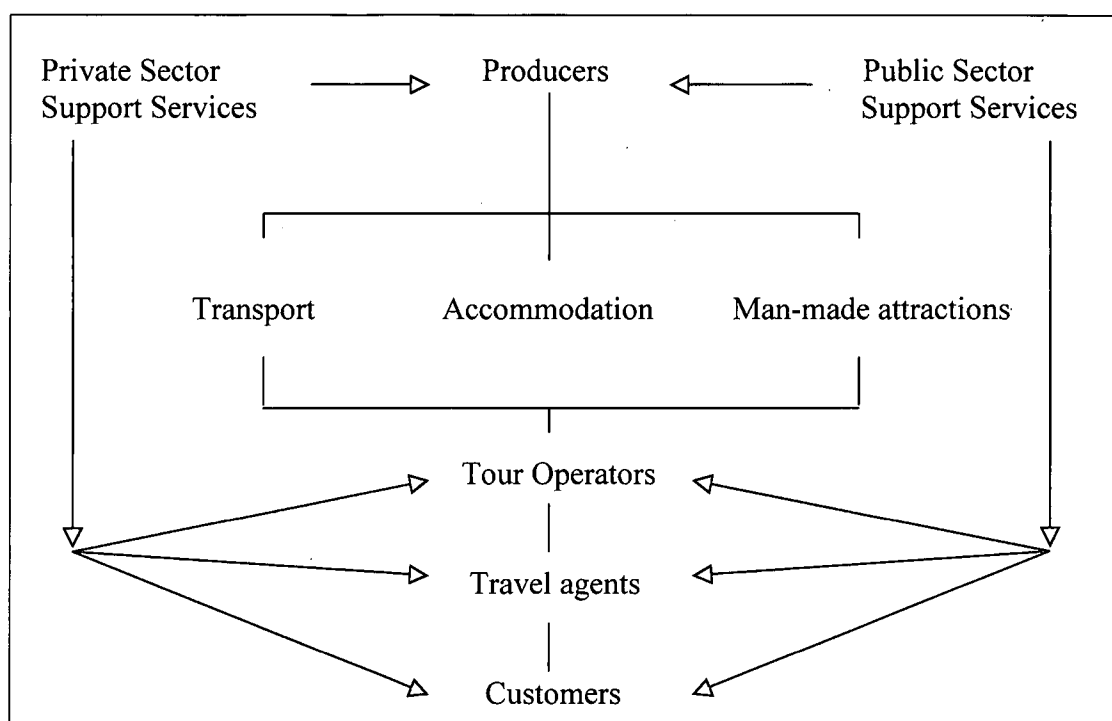 Private Sector
Support Services
Producers
Public Sector
Support Services
Transport
Accommodation
Man-made attractions
Tour Operators
Travel agents
Customers